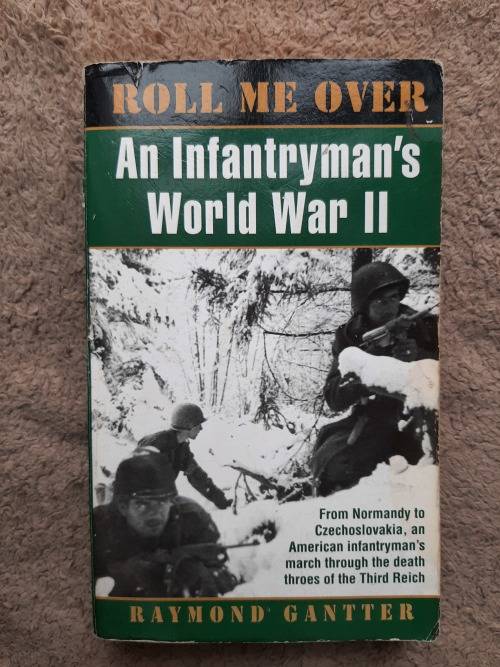 ROLL ME OVER
An Infantryman's
World War II
From Normandy to
Czechoslovakia, an
American infantryman's
march through the death
throes of the Third Reich
RAYMOND GANTTER